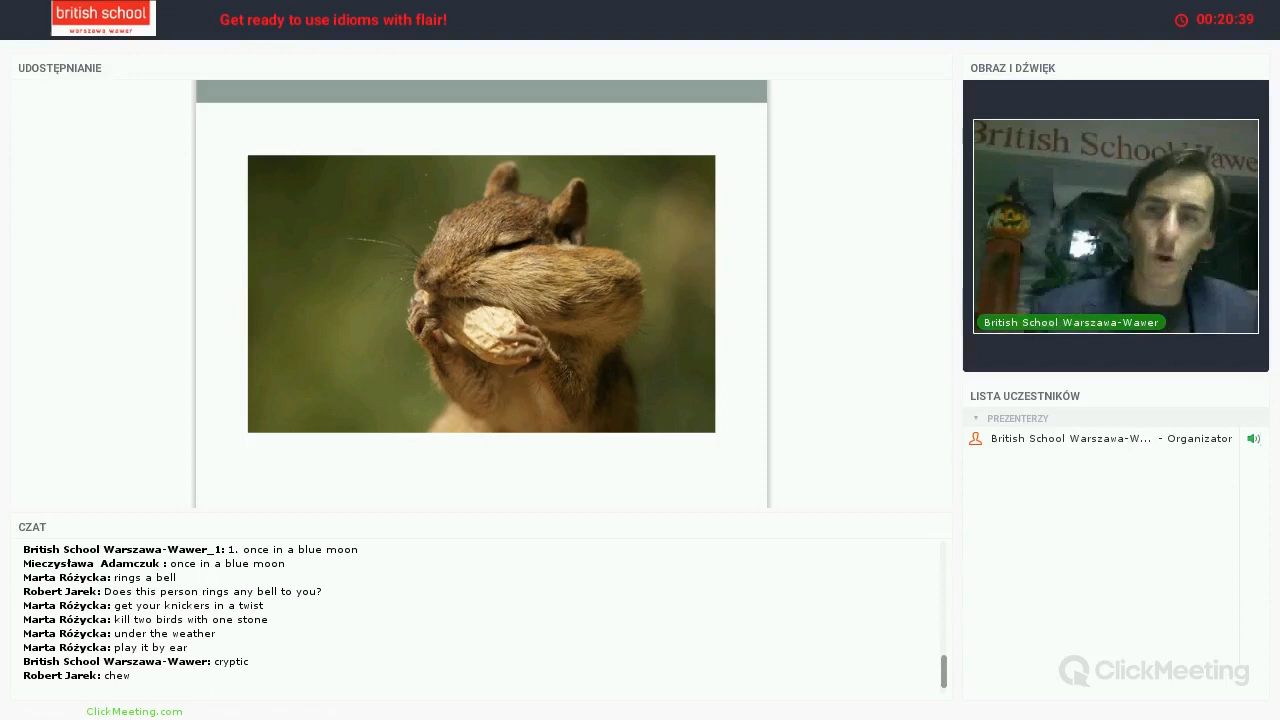 british school
warszawa wawer
Get ready to use idioms with flair!
00:20:39
UDOSTĘPNIANIE
OBRAZ I DŹWIĘK
British School Wawe
British School Warszawa-Wawer
LISTA UCZESTNIKÓW
PREZENTERZY
British School Warszawa-W... - Organizator
CZAT
British School Warszawa-Wawer_1: 1. once in a blue moon
Mieczysława Adamczuk : once in a blue moon
Marta Różycka: rings a bell
Robert Jarek: Does this person rings any bell to you?
Marta Różycka: get your knickers in a twist
Marta Różycka: kill two birds with one stone
Marta Różycka: under the weather
Marta Różycka: play it by ear
British School Warszawa-Wawer: cryptic
Robert Jarek: chew
ClickMeeting
ClickMeeting.com